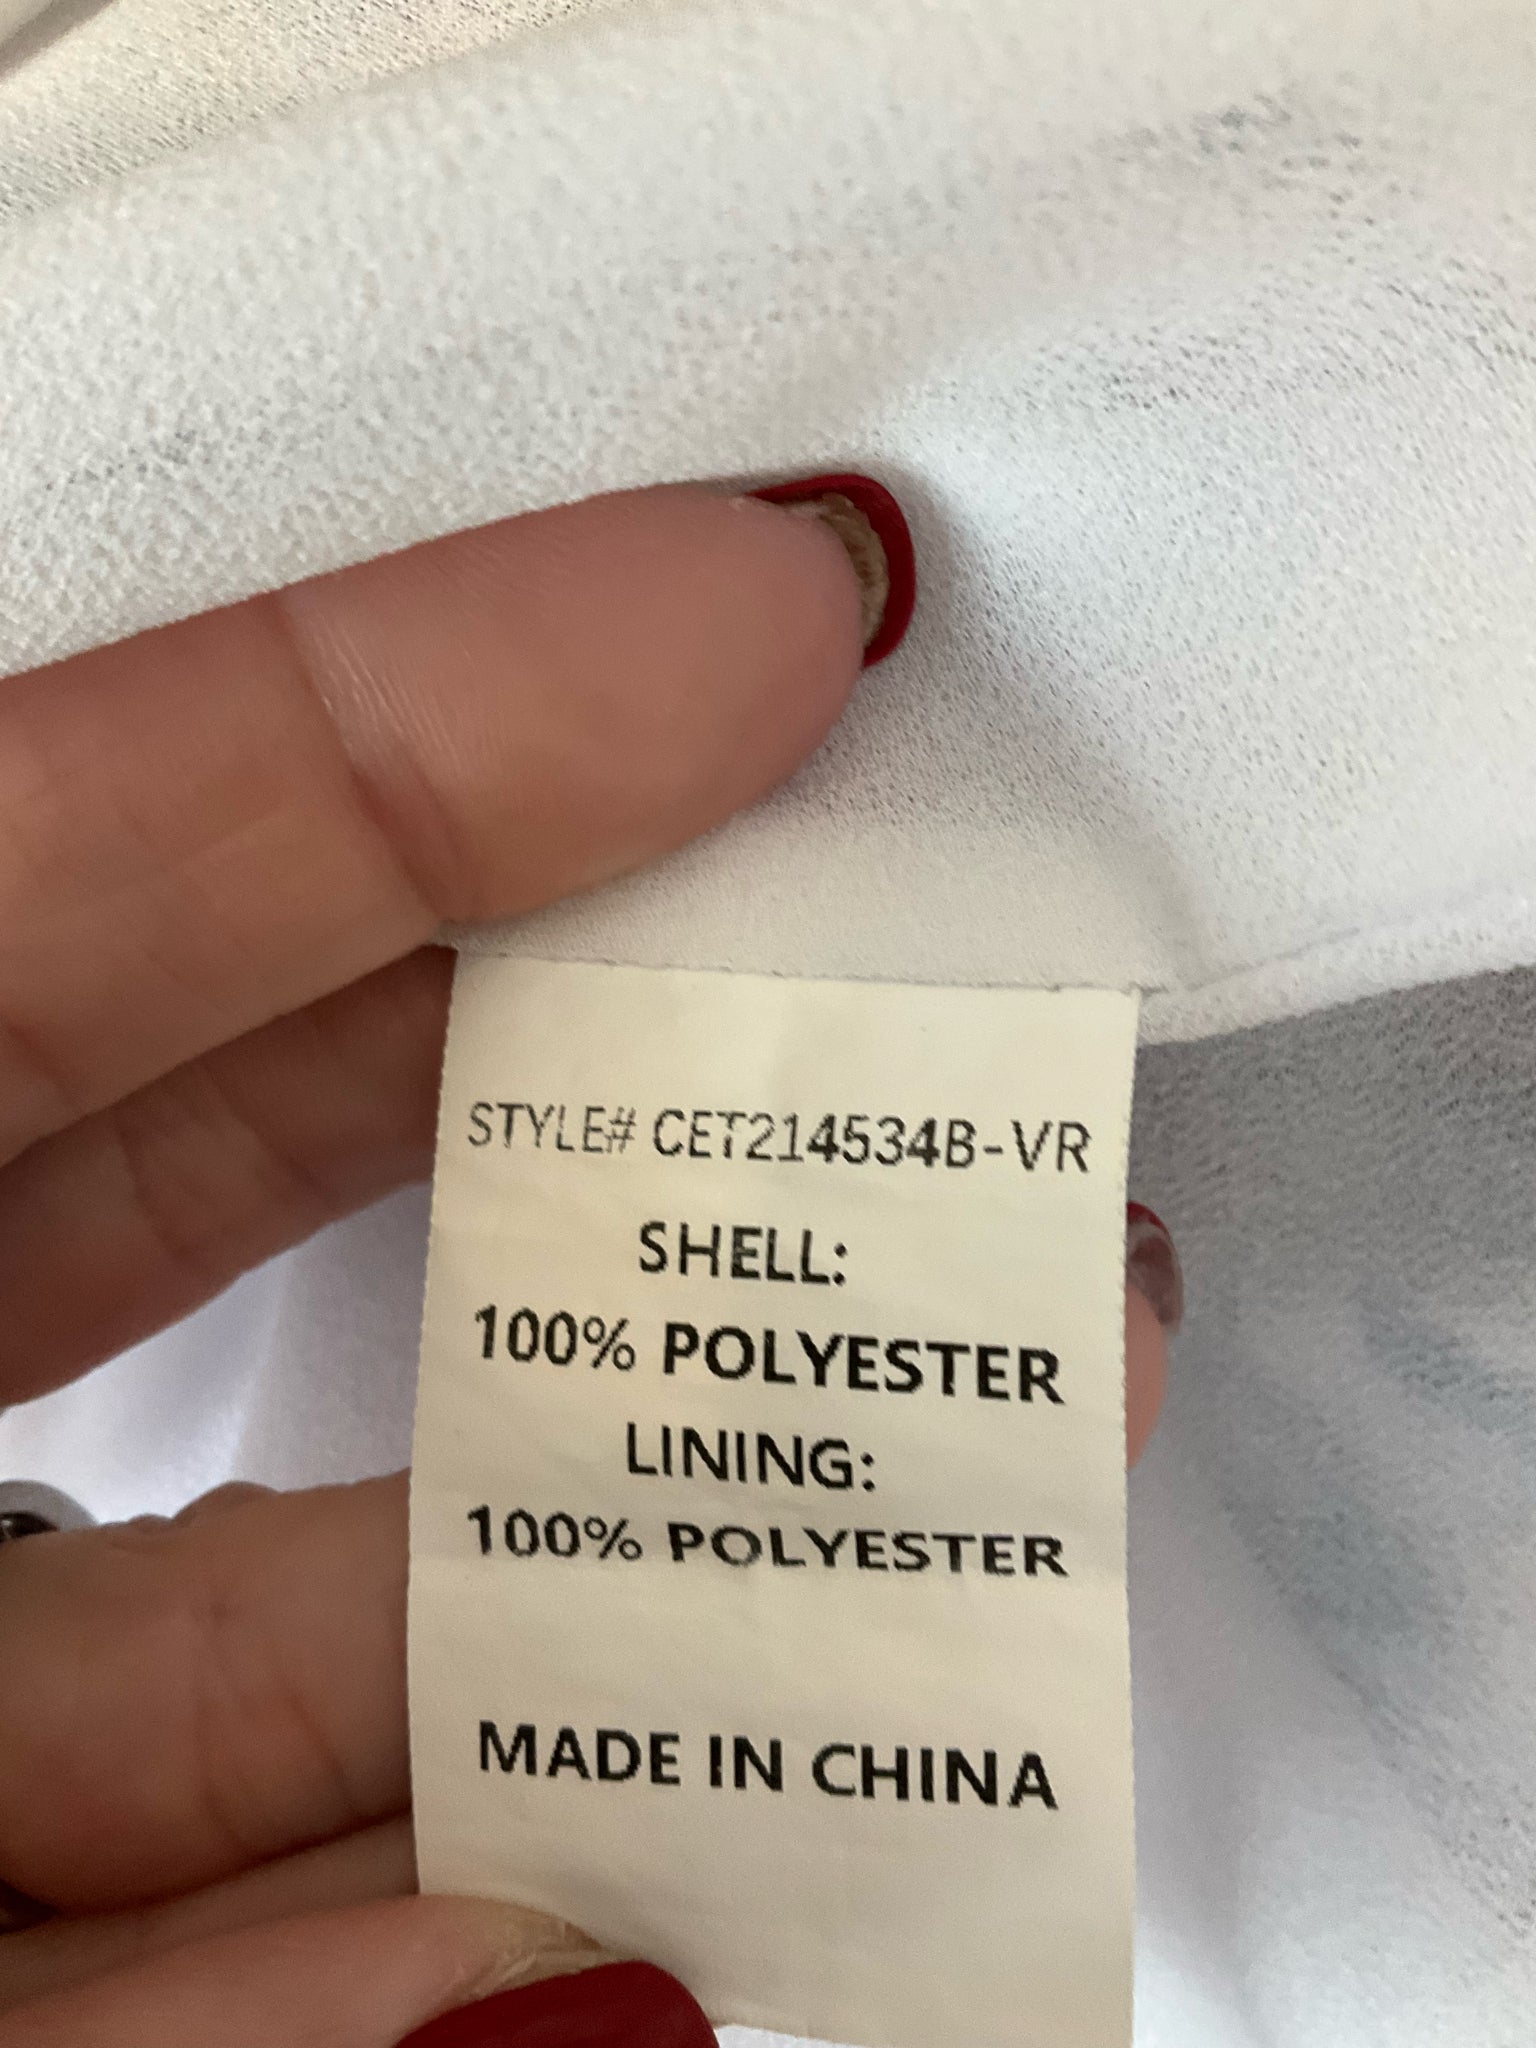 STYLE# CET214534B-VR
SHELL:
100% POLYESTER
LINING:
100% POLYESTER
MADE IN CHINA